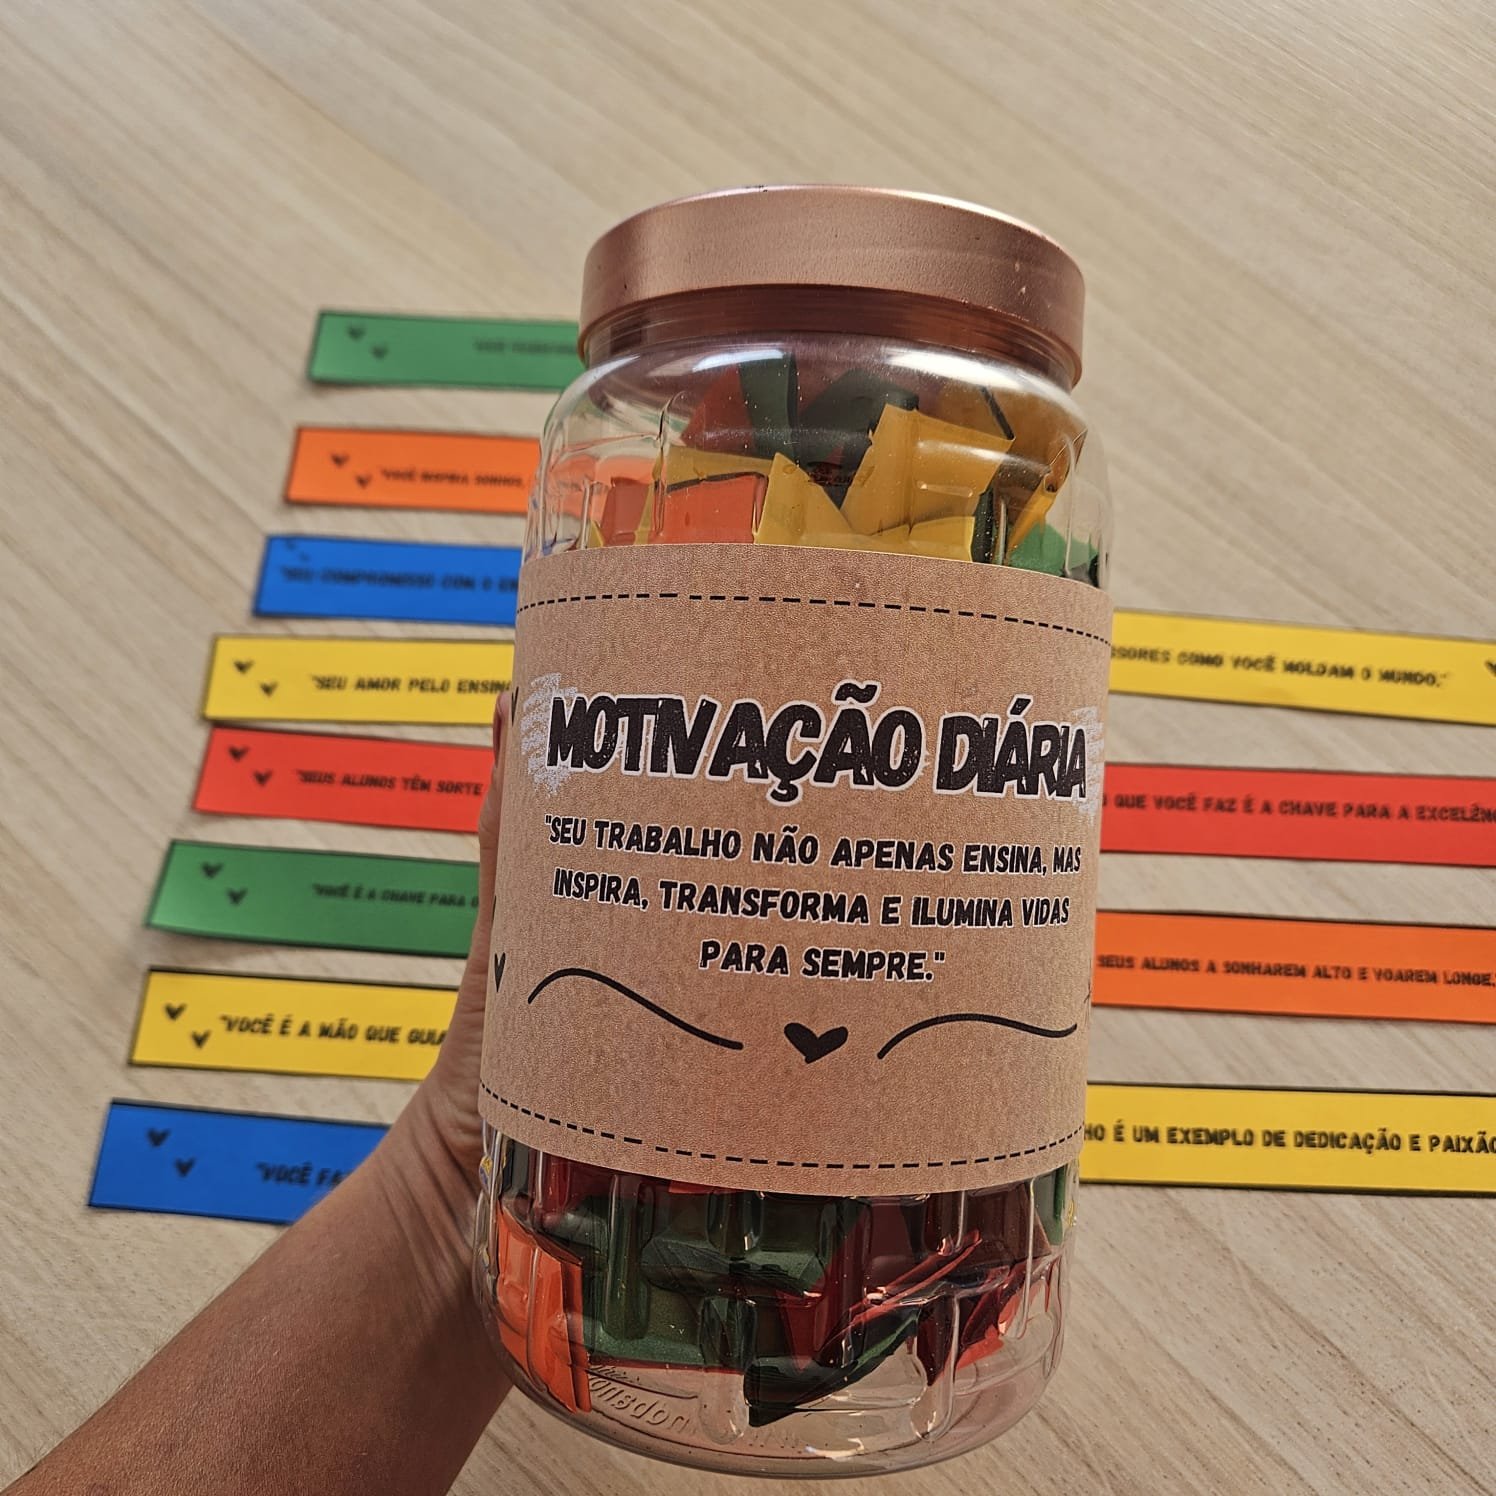 "VOCÊ INSPIRA SONHOS,
"SEU COMPROMISSO COM O EN
"SEU AMOR PELO ENSINO
"SEUS ALUNOS TÊM SORTE
"VOCÊ É A CHAVE PARA O
"VOCÊ É A MÃO QUE GUIA
"VOCÊ FA
MOTIVAÇÃO DIÁRIA
"SEU TRABALHO NÃO APENAS ENSINA, MAS
INSPIRA, TRANSFORMA E ILUMINA VIDAS
PARA SEMPRE."
SSORES COMO VOCÊ MOLDAM O MUNDO."
O QUE VOCÊ FAZ É A CHAVE PARA A EXCELÊN
SEUS ALUNOS A SONHAREM ALTO E VOAREM LONGE."
HO É UM EXEMPLO DE DEDICAÇÃO E PAIXÃO